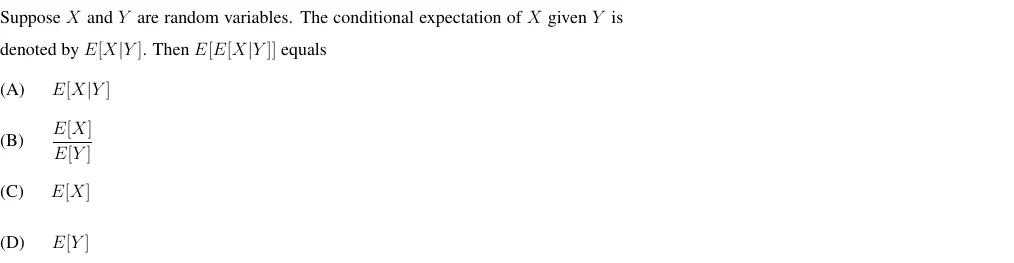 Suppose X and Y are random variables. The conditional expectation of X given Y is
denoted by E[X|Y]. Then E[E[X|Y]] equals
(A) E[X|Y]
(B) E[X]/E[Y]
(C) E[X]
(D) E[Y]